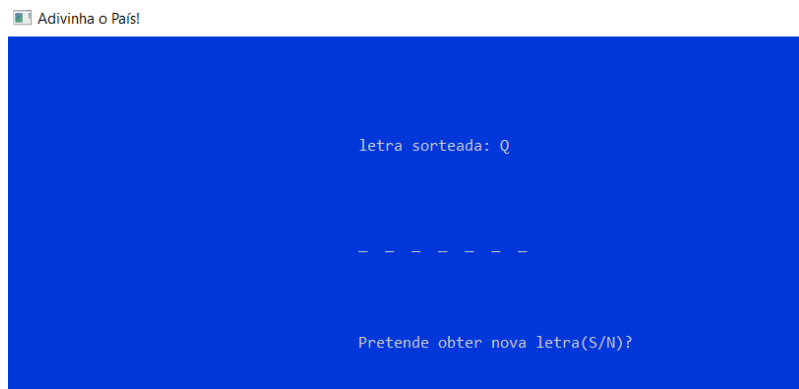 Adivinha o País!
letra sorteada: Q
_ _ _ _ _ _ _
Pretende obter nova letra(S/N)?